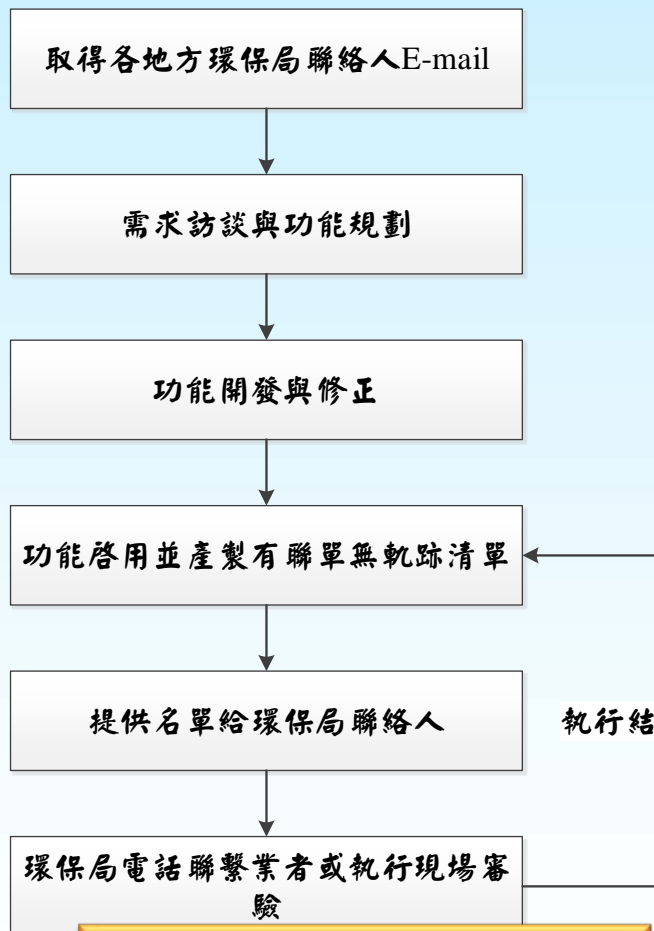 取得各地方環保局聯絡人E-mail
需求訪談與功能規劃
功能開發與修正
功能啟用並產製有聯單無軌跡清單
提供名單給環保局聯絡人
執行結
環保局電話聯繫業者或執行現場審
驗